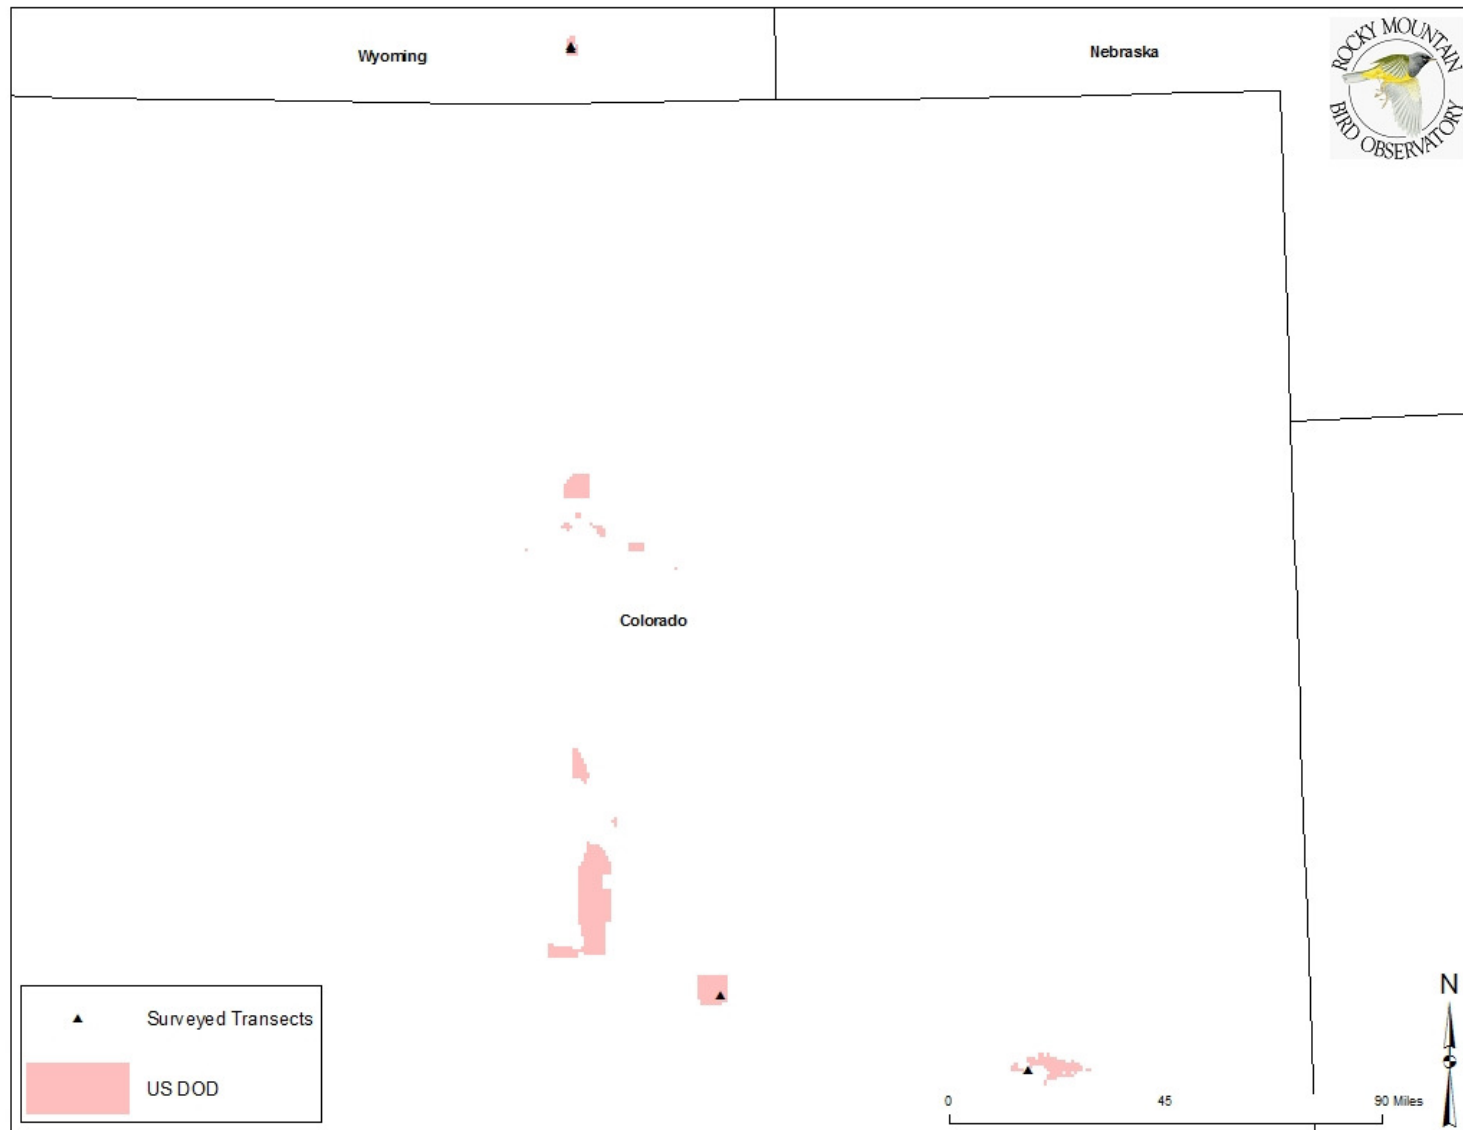 Wyoming
Nebraska
ROCKY MOUNTAIN
BIRD OBSERVATORY
Colorado
N
Surveyed Transects
US DOD
0 45 90 Miles